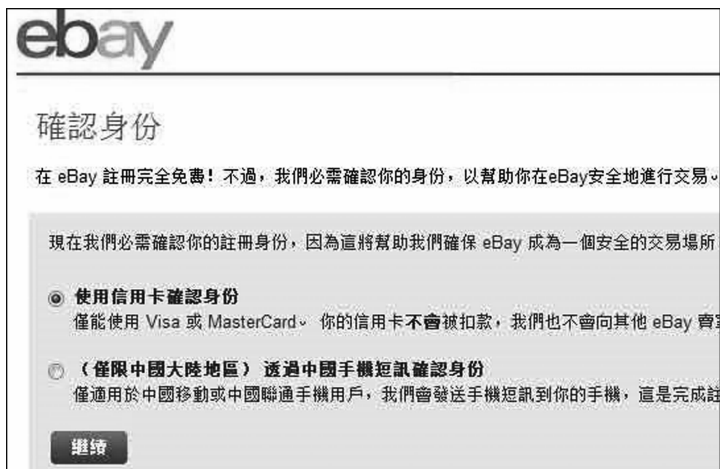 ebay
確認身份
在 eBay 註冊完全免費！不過，我們必需確認你的身份，以幫助你在eBay安全地進行交易。
現在我們必需確認你的註冊身份，因為這將幫助我們確保 eBay 成為一個安全的交易場所
使用信用卡確認身份
僅能使用 Visa 或 MasterCard。 你的信用卡不會被扣款，我們也不會向其他 eBay 賣
（僅限中國大陸地區）透過中國手機短訊確認身份
僅適用於中國移動或中國聯通手機用戶，我們會發送手機短訊到你的手機，這是完成註
繼續